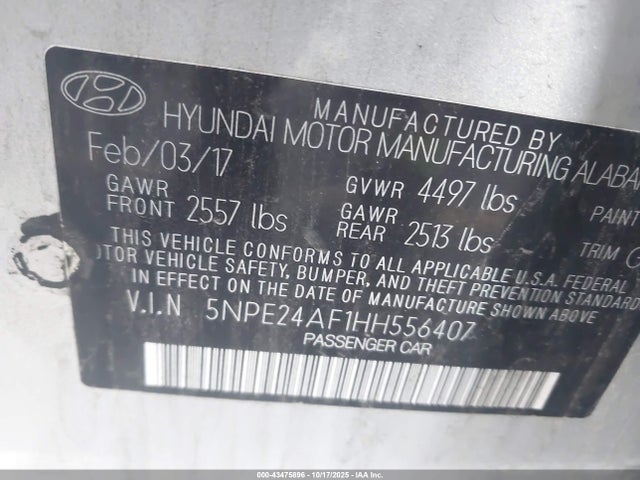 MANUFACTURED BY
HYUNDAI MOTOR MANUFACTURING ALABA
Feb/03/17
GAWR
FRONT 2557 lbs
GVWR 4497 lbs
GAWR
REAR 2513 lbs
PAINT
TRIM
THIS VEHICLE CONFORMS TO ALL APPLICABLE U.S.A. FEDERAL
OTOR VEHICLE SAFETY, BUMPER, AND THEFT PREVENTION STANDARD
IN EFFECT ON THE DATE OF MANUFACTURE SHOWN ABOVE
V.I.N 5NPE24AF1HH556407
PASSENGER CAR
000-43475896 - 10/17/2025 - IAAI, Inc.